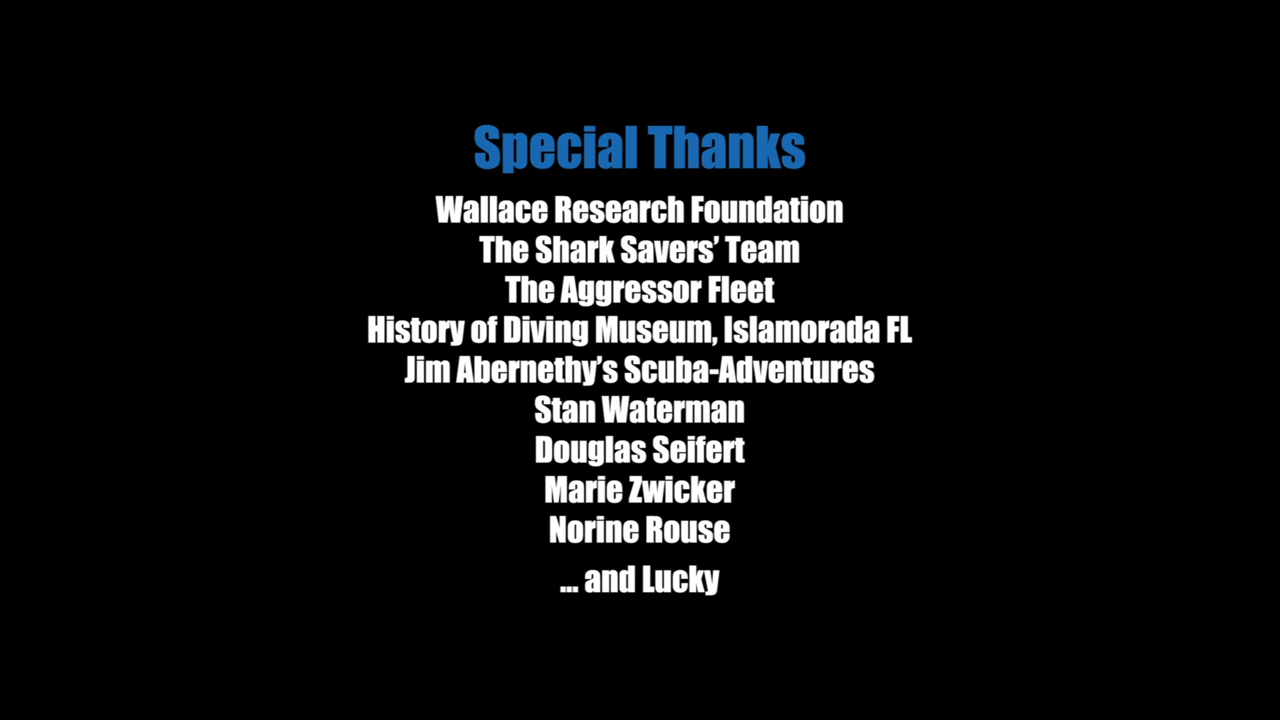 Special Thanks
Wallace Research Foundation
The Shark Savers’ Team
The Aggressor Fleet
History of Diving Museum, Islamorada FL
Jim Abernethy’s Scuba-Adventures
Stan Waterman
Douglas Seifert
Marie Zwicker
Norine Rouse
... and Lucky